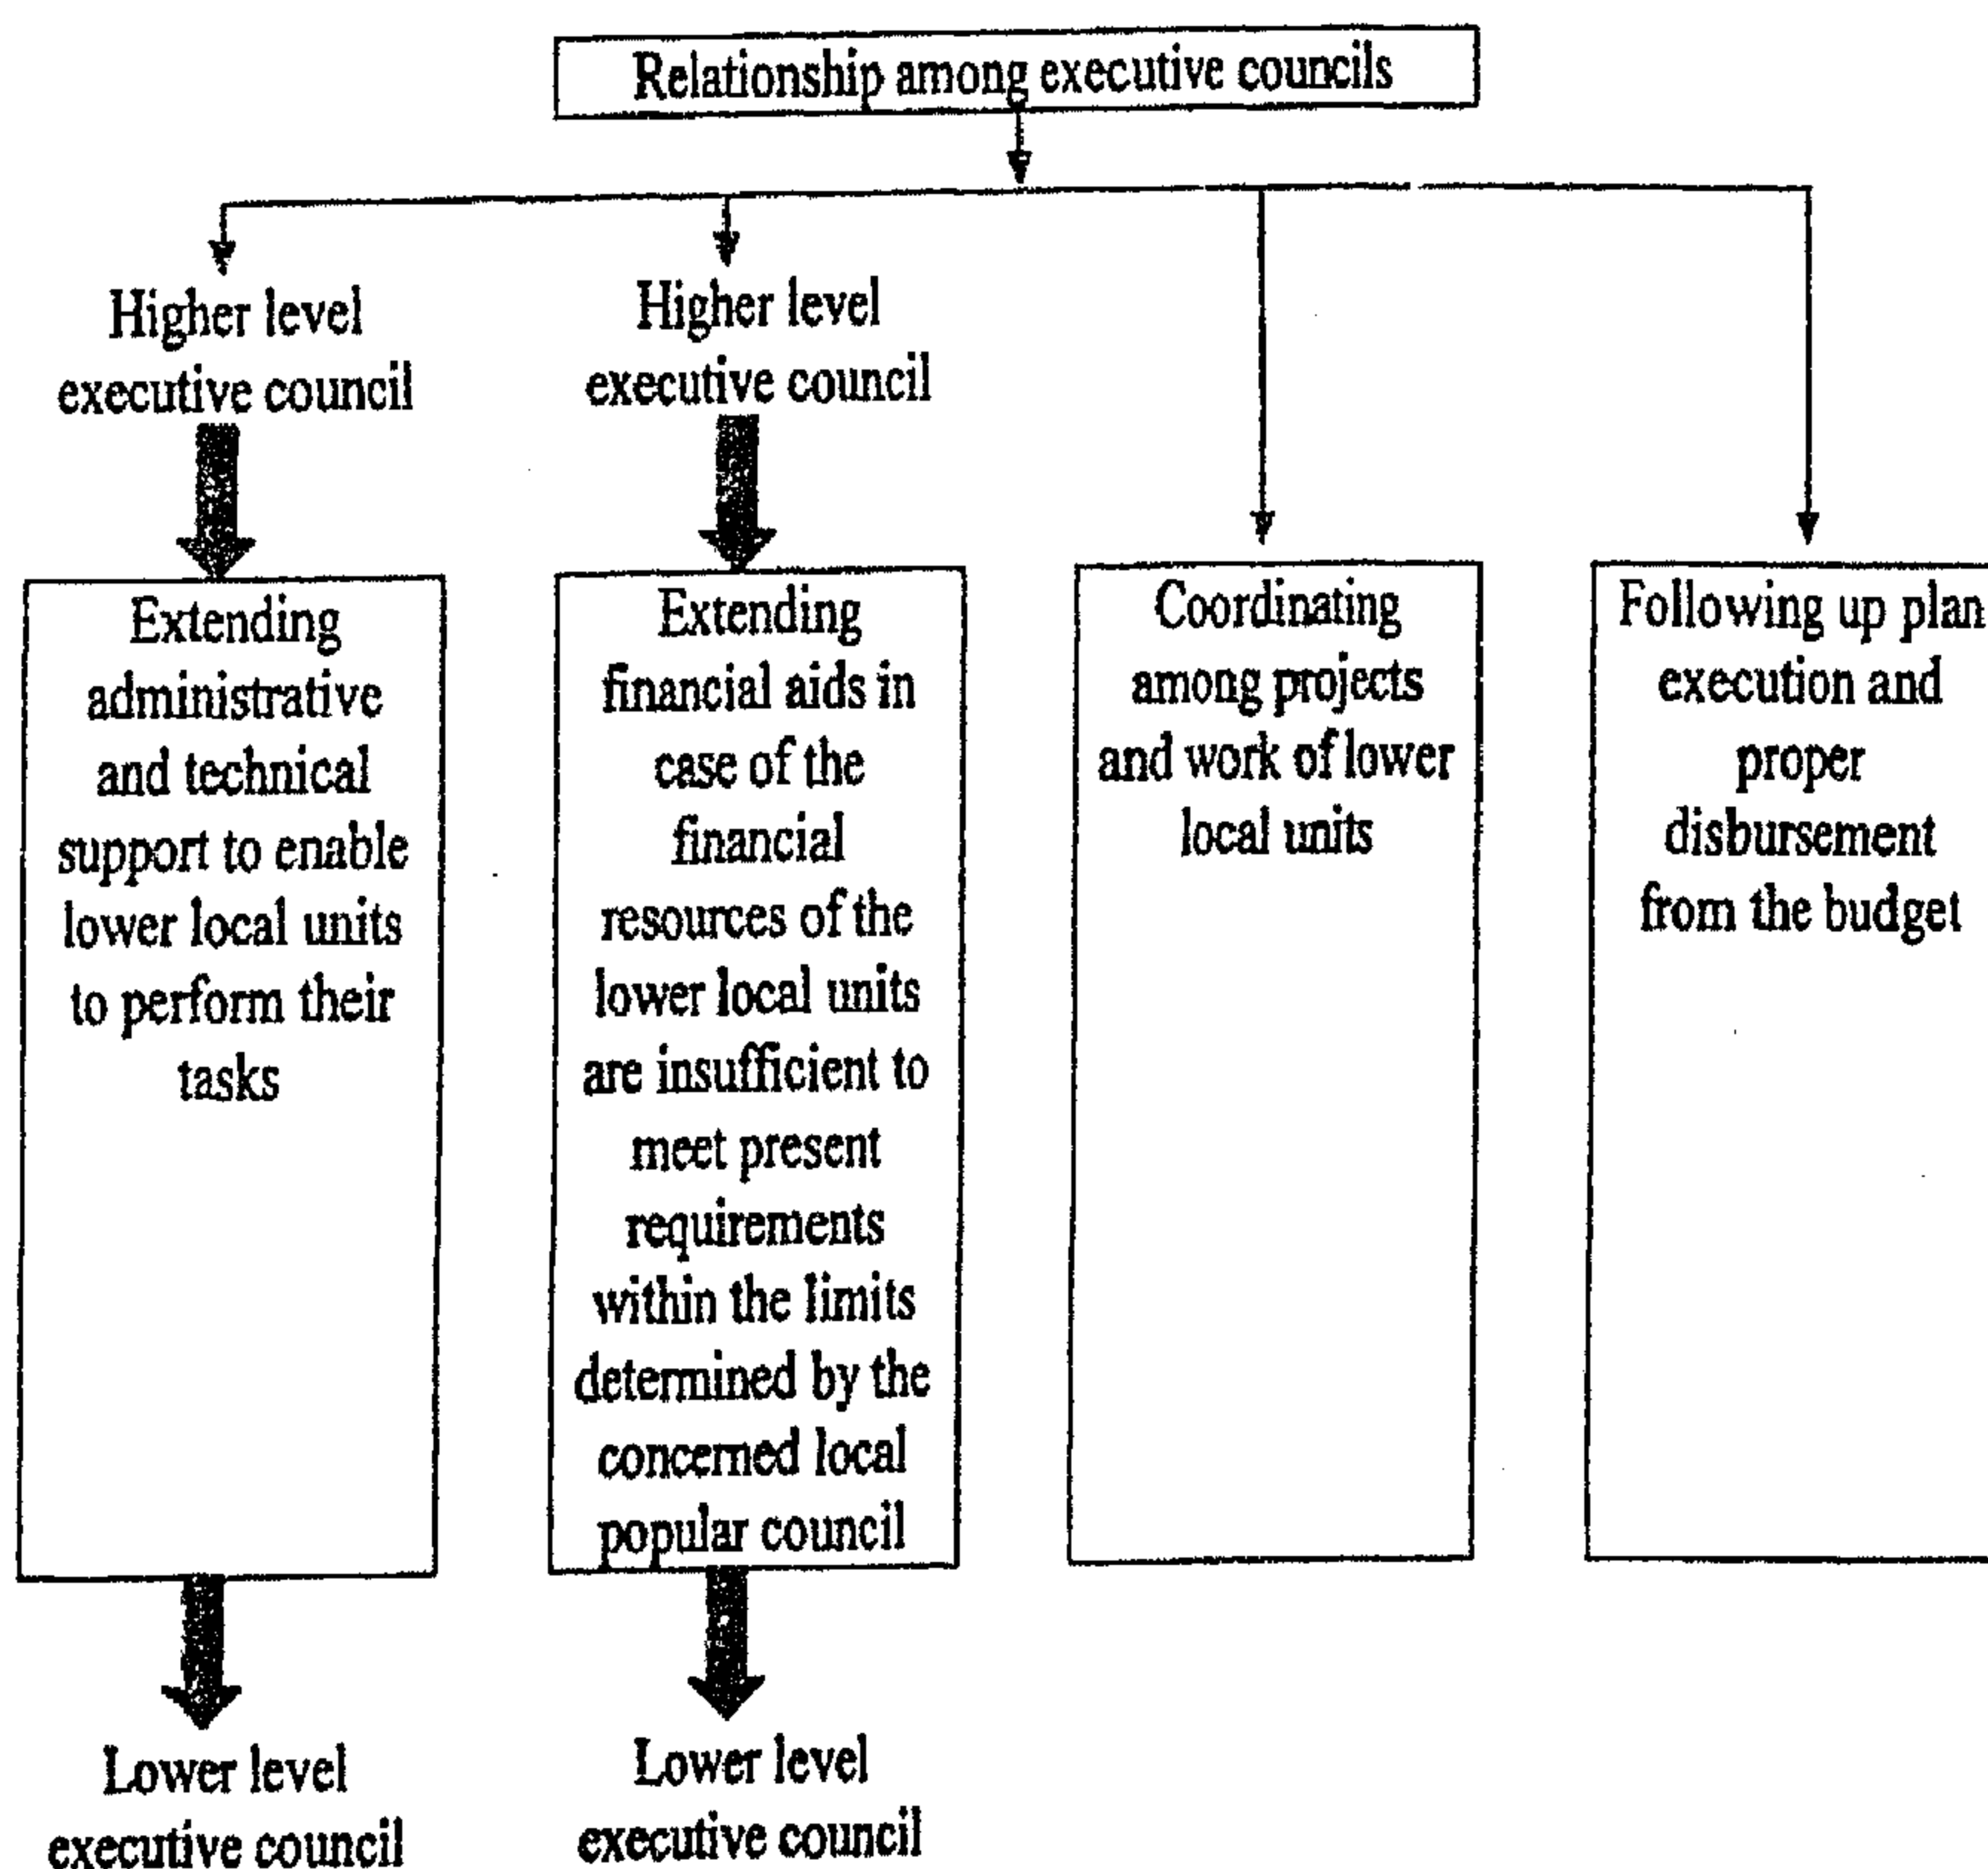 Relationship among executive councils
Higher level
executive council
Extending
administrative
and technical
support to enable
lower local units
to perform their
tasks
Lower level
executive council
Higher level
executive council
Extending
financial aids in
case of the
financial
resources of the
lower local units
are insufficient to
meet present
requirements
within the limits
determined by the
concerned local
popular council
Lower level
executive council
Coordinating
among projects
and work of lower
local units
Following up plan
execution and
proper
disbursement
from the budget